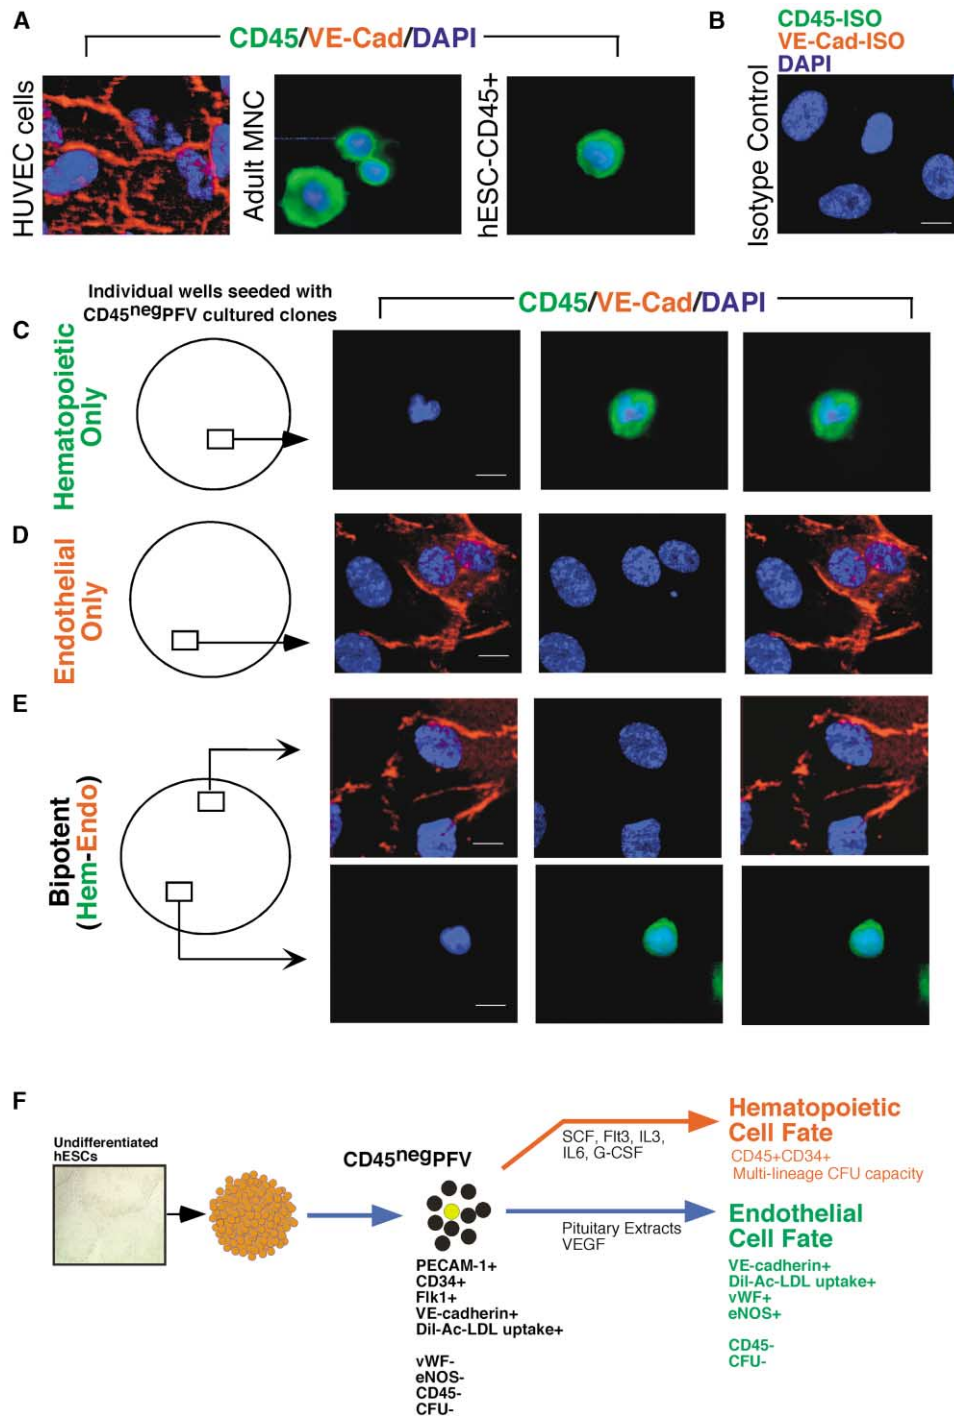 A
CD45/VE-Cad/DAPI
HUVEC cells
Adult MNC
hESC-CD45+
B
CD45-ISO
VE-Cad-ISO
DAPI
Isotype Control
Individual wells seeded with
CD45negPFV cultured clones
CD45/VE-Cad/DAPI
C
Hematopoietic
Only
D
Endothelial
Only
E
Bipotent
(Hem-Endo)
F
Undifferentiated
hESCs
CD45negPFV
PECAM-1+
CD34+
Flk1+
VE-cadherin+
Dil-Ac-LDL uptake+
vWF-
eNOS-
CD45-
CFU-
SCF, Flt3, IL3,
IL6, G-CSF
Pituitary Extracts
VEGF
Hematopoietic
Cell Fate
CD45+CD34+
Multi-lineage CFU capacity
Endothelial
Cell Fate
VE-cadherin+
Dil-Ac-LDL uptake+
vWF+
eNOS+
CD45-
CFU-